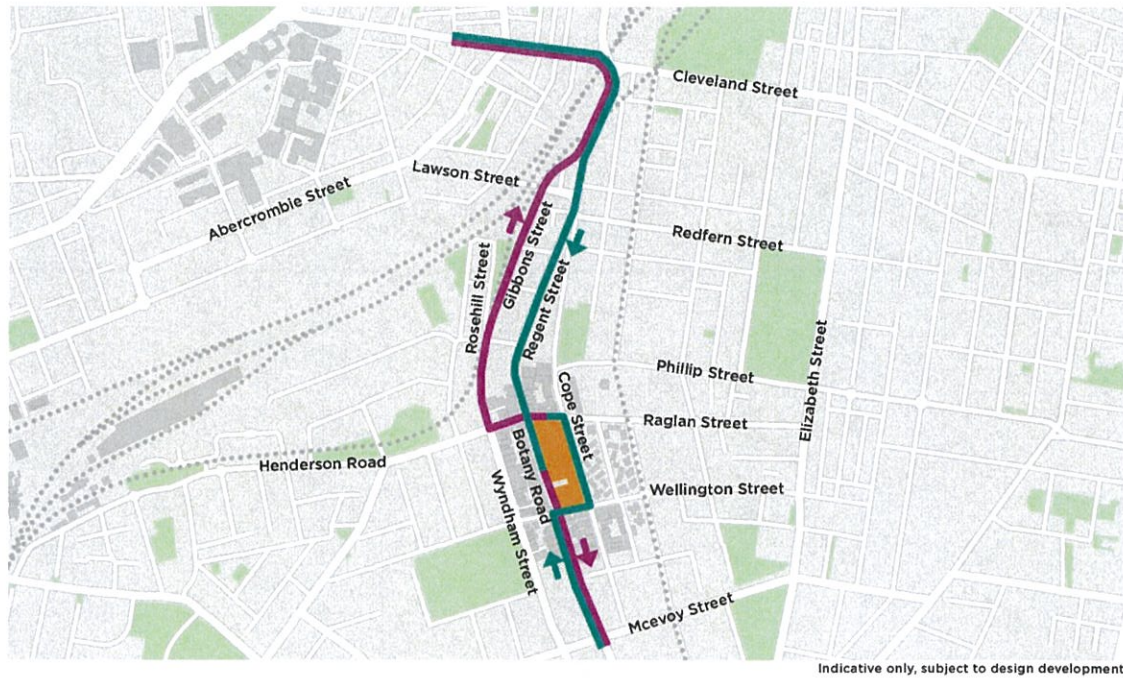 Cleveland Street
Lawson Street
Abercrombie Street
Redfern Street
Gibbons Street
Rosehill Street
Regent Street
Elizabeth Street
Phillip Street
Cope Street
Raglan Street
Botany Road
Henderson Road
Wellington Street
Wyndham Street
Mcevoy Street
Indicative only, subject to design development